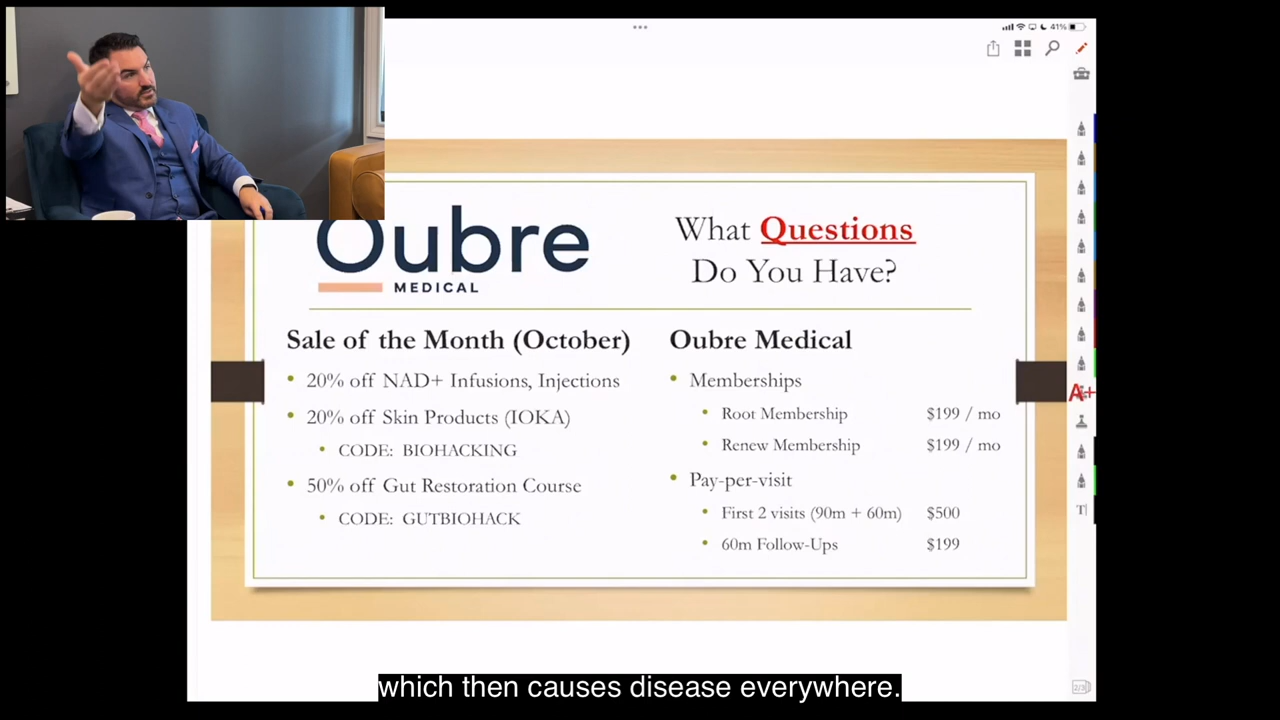 41%
Oubre
MEDICAL
What Questions
Do You Have?
Sale of the Month (October)
• 20% off NAD+ Infusions, Injections
• 20% off Skin Products (IOKA)
• CODE: BIOHACKING
• 50% off Gut Restoration Course
• CODE: GUTBIOHACK
Oubre Medical
• Memberships
• Root Membership $199 / mo
• Renew Membership $199 / mo
• Pay-per-visit
• First 2 visits (90m + 60m) $500
• 60m Follow-Ups $199
A+
T
2/3
which then causes disease everywhere.